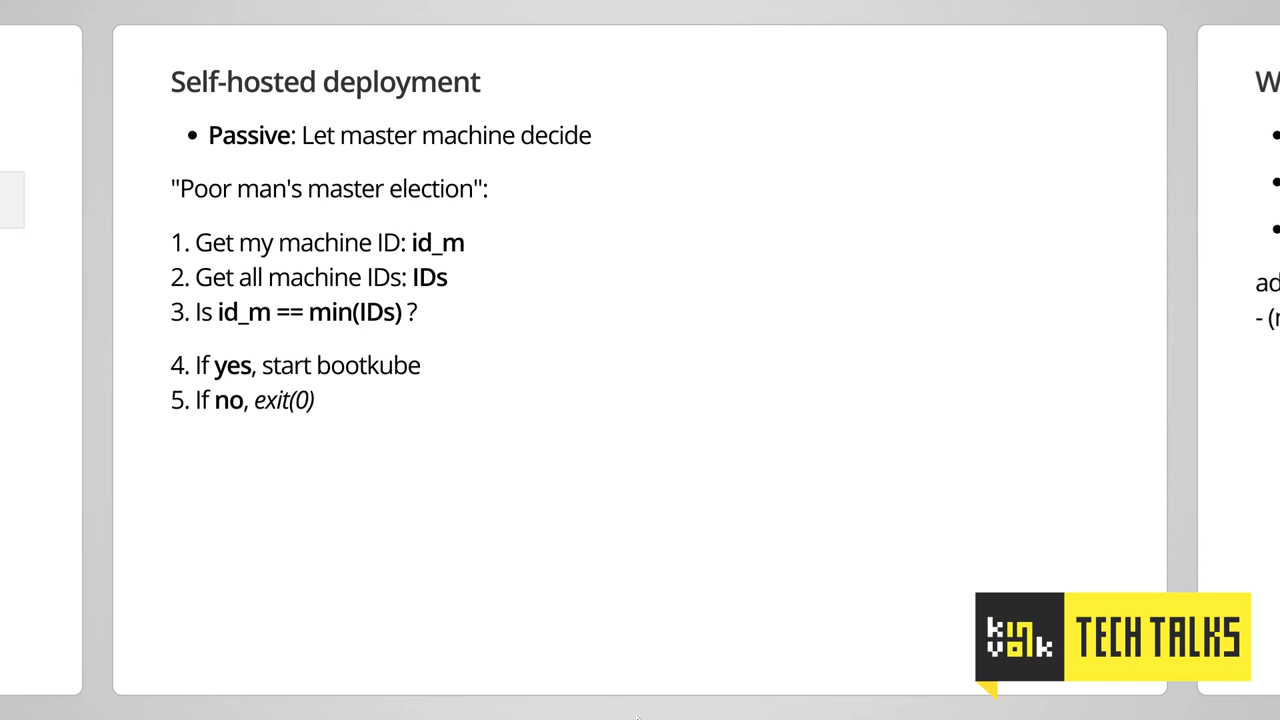 Self-hosted deployment
• Passive: Let master machine decide
"Poor man's master election":
1. Get my machine ID: id_m
2. Get all machine IDs: IDs
3. Is id_m == min(IDs) ?
4. If yes, start bootkube
5. If no, exit(0)
W
ad
- (
kinvolk
TECH TALKS